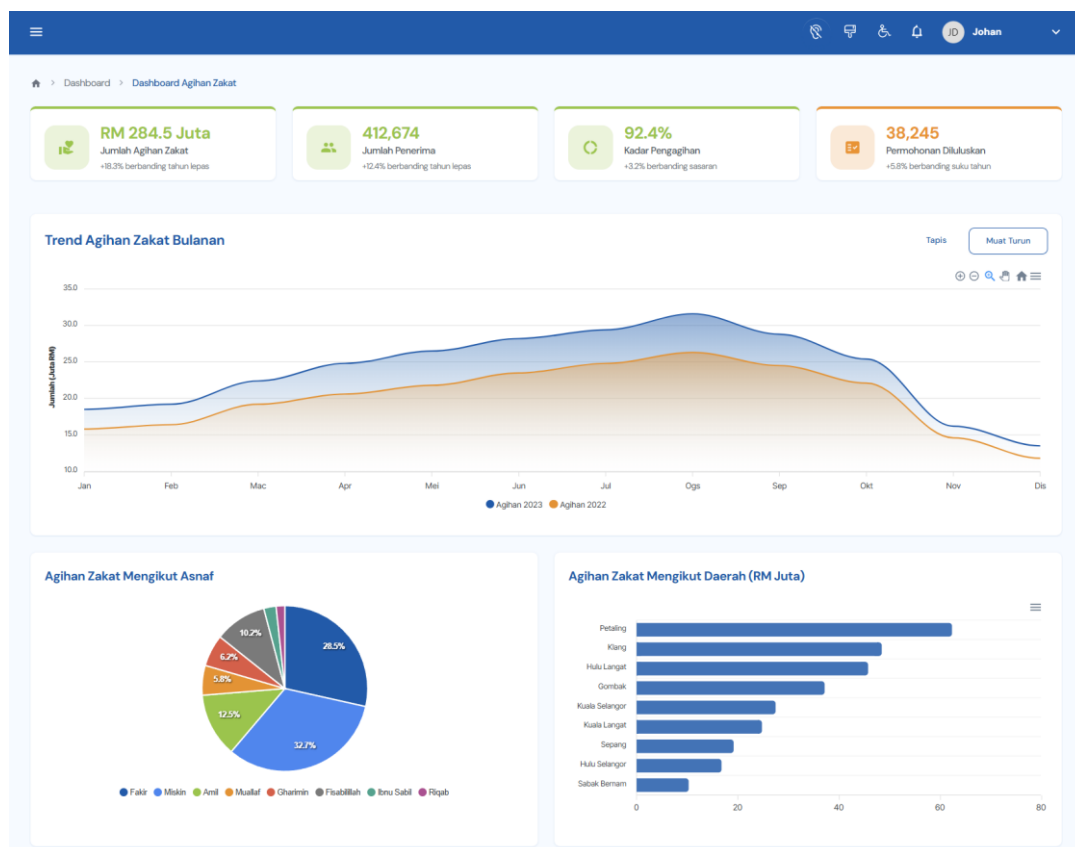 JD Johan
Dashboard > Dashboard Agihan Zakat
RM 284.5 Juta
Jumlah Agihan Zakat
+18.3% berbanding tahun lepas
412,674
Jumlah Penerima
+12.4% berbanding tahun lepas
92.4%
Kadar Pengagihan
+3.2% berbanding sasaran
38,245
Permohonan Diluluskan
+5.8% berbanding suku tahun
Trend Agihan Zakat Bulanan
Tapis
Muat Turun
Jumlah (Juta RM)
35.0
30.0
25.0
20.0
15.0
10.0
Jan Feb Mac Apr Mei Jun Jul Ogs Sep Okt Nov Dis
Agihan 2023 Agihan 2022
Agihan Zakat Mengikut Asnaf
28.5%
32.7%
12.5%
5.8%
6.2%
10.2%
Fakir Miskin Amil Muallaf Gharimin Fisabilillah Ibnu Sabil Riqab
Agihan Zakat Mengikut Daerah (RM Juta)
Petaling
Klang
Hulu Langat
Gombak
Kuala Selangor
Kuala Langat
Sepang
Hulu Selangor
Sabak Bernam
0 20 40 60 80